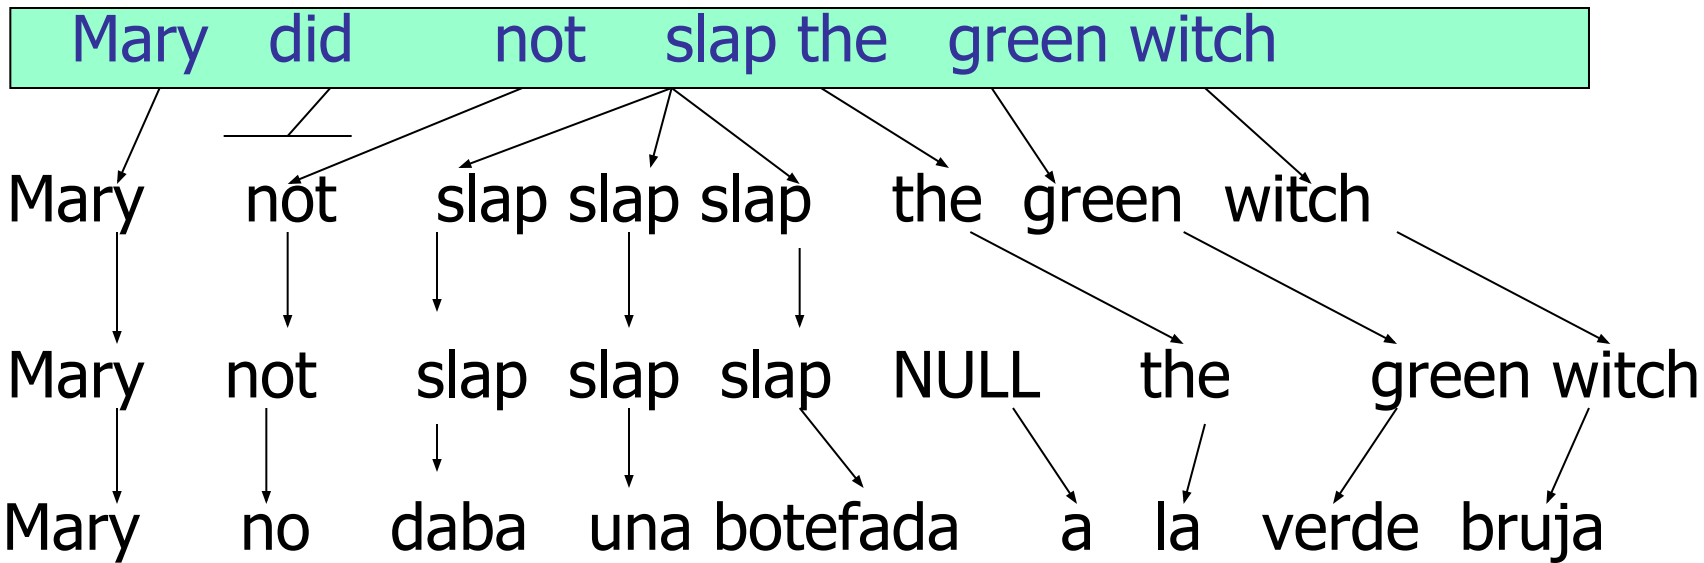 Mary did not slap the green witch
Mary not slap slap slap the green witch
Mary not slap slap slap NULL the green witch
Mary no daba una botefada a la verde bruja